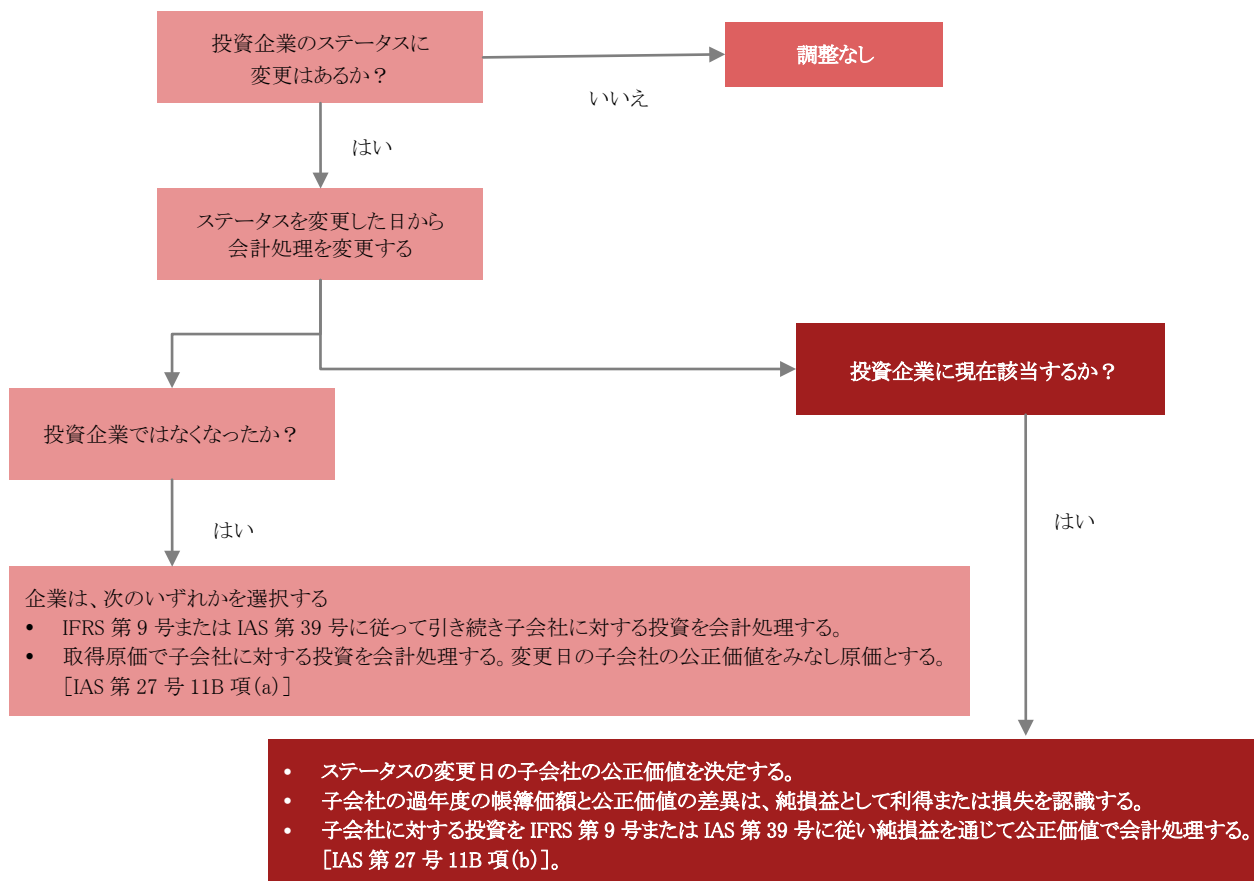 投資企業のステータスに
変更はあるか？
調整なし
いいえ
はい
ステータスを変更した日から
会計処理を変更する
投資企業に現在該当するか？
投資企業ではなくなったか？
はい
はい
企業は、次のいずれかを選択する
• IFRS 第 9 号または IAS 第 39 号に従って引き続き子会社に対する投資を会計処理する。
• 取得原価で子会社に対する投資を会計処理する。変更日の子会社の公正価値をみなし原価とする。
［IAS 第 27 号 11B 項(a)］
• ステータスの変更日の子会社の公正価値を決定する。
• 子会社の過年度の帳簿価額と公正価値の差異は、純損益として利得または損失を認識する。
• 子会社に対する投資を IFRS 第 9 号または IAS 第 39 号に従い純損益を通じて公正価値で会計処理する。
［IAS 第 27 号 11B 項(b)］。